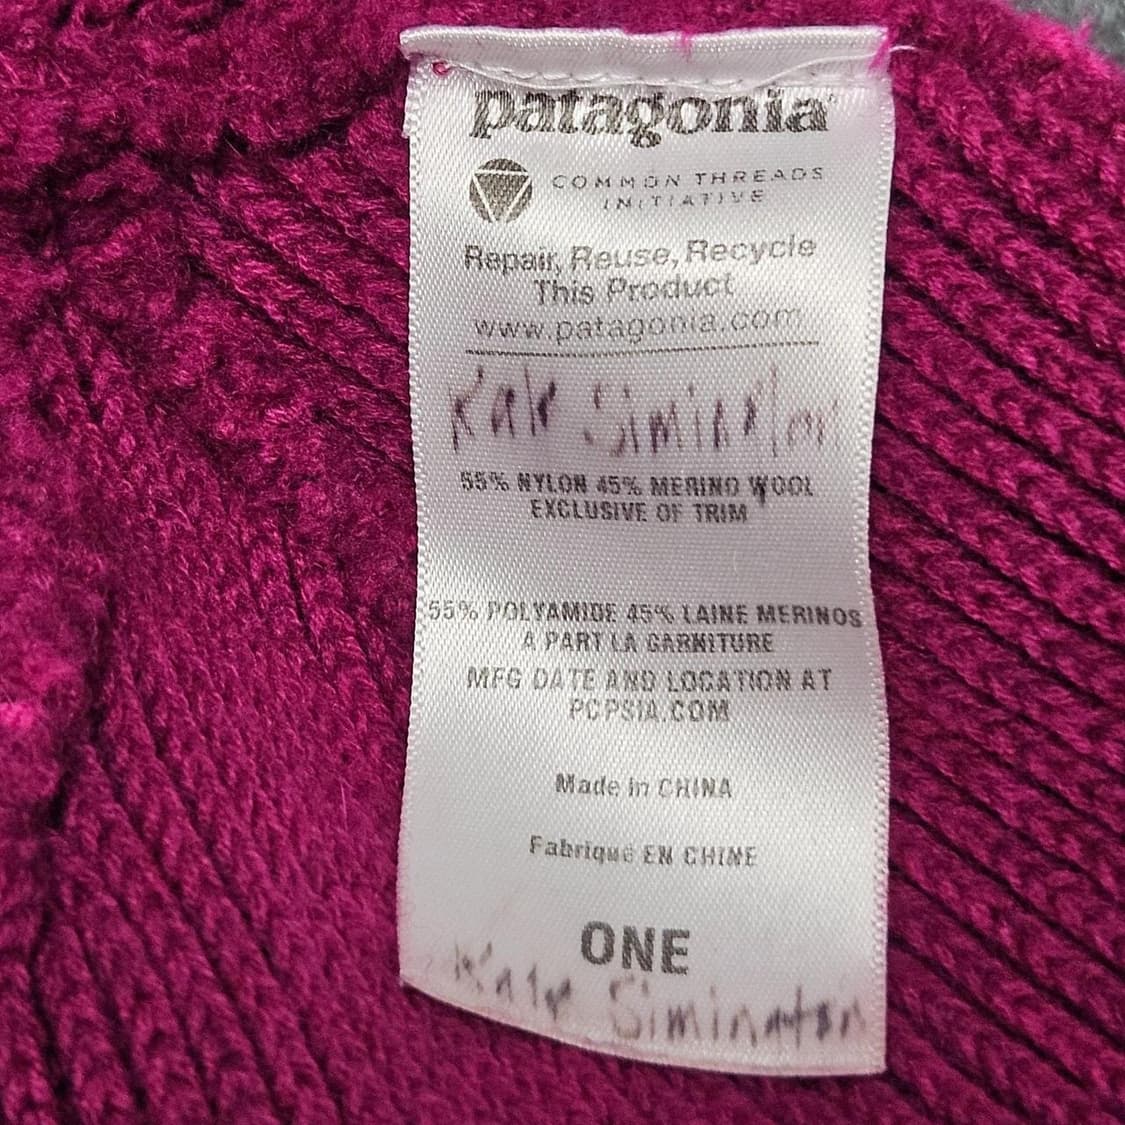 patagonia®
COMMON THREADS
INITIATIVE
Repair, Reuse, Recycle
This Product
www.patagonia.com
Siminton
55% NYLON 45% MERINO WOOL
EXCLUSIVE OF TRIM
55% POLYAMIDE 45% LAINE MERINOS
A PART LA GARNITURE
MFG DATE AND LOCATION AT
PCPSIA.COM
Made in CHINA
Fabriqué EN CHINE
ONE
Kate Siminton